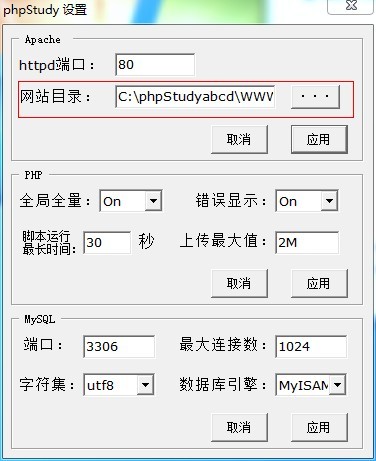 phpStudy 设置
Apache
httpd端口： 80
网站目录： C:\phpStudyabcd\WWW ...
取消 应用
PHP
全局全量： On 错误显示： On
脚本运行
最长时间： 30 秒 上传最大值： 2M
取消 应用
MySQL
端口： 3306 最大连接数： 1024
字符集： utf8 数据库引擎： MyISAM
取消 应用